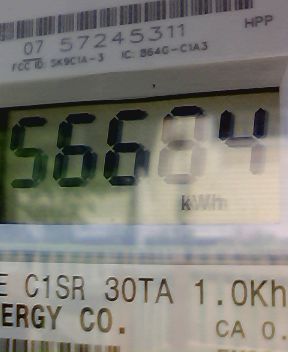 HPP
07 57245311
FCC ID: SK9C1A-3 IC: 864G-C1A3
56684
kWh
E C1SR 30TA 1.0Kh
ERGY CO.
CA 0.